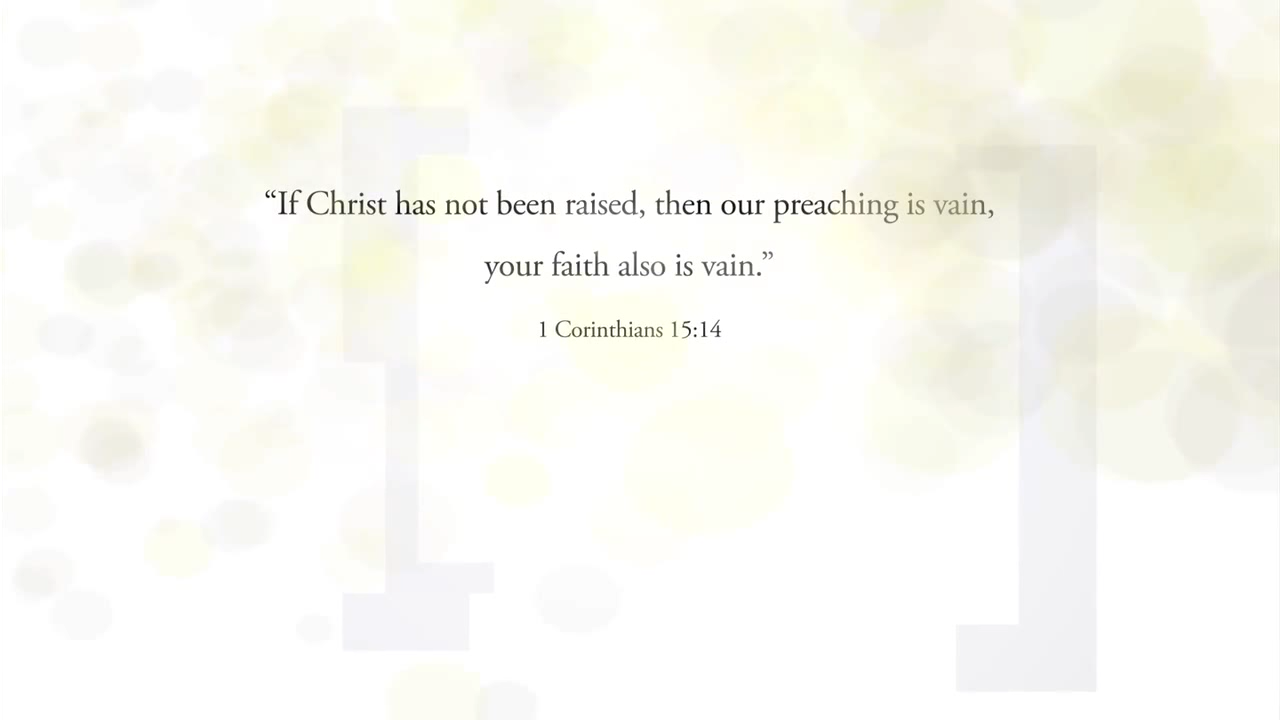 “If Christ has not been raised, then our preaching is vain,
your faith also is vain.”
1 Corinthians 15:14